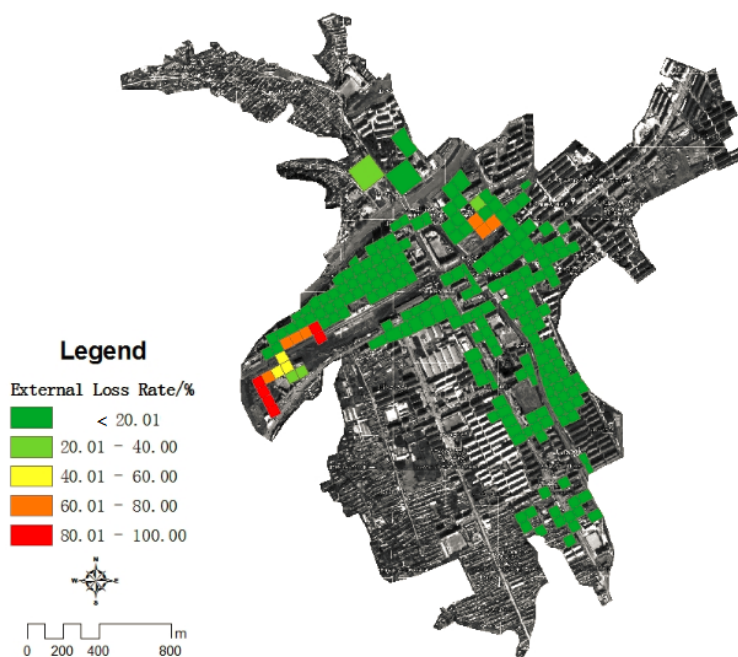 Legend
External Loss Rate/%
< 20.01
20.01 - 40.00
40.01 - 60.00
60.01 - 80.00
80.01 - 100.00
N
W E
S
m
0 200 400 800